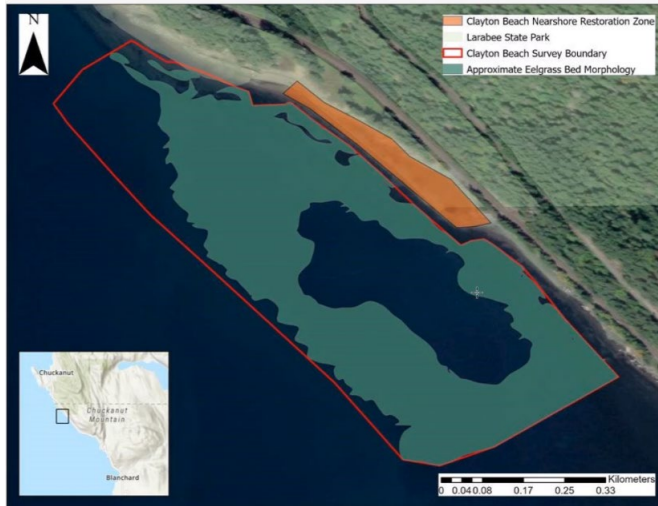 N
Clayton Beach Nearshore Restoration Zone
Larabee State Park
Clayton Beach Survey Boundary
Approximate Eelgrass Bed Morphology
Chuckanut
Chuckanut
Mountain
Blanchard
Kilometers
0 0.04 0.08 0.17 0.25 0.33